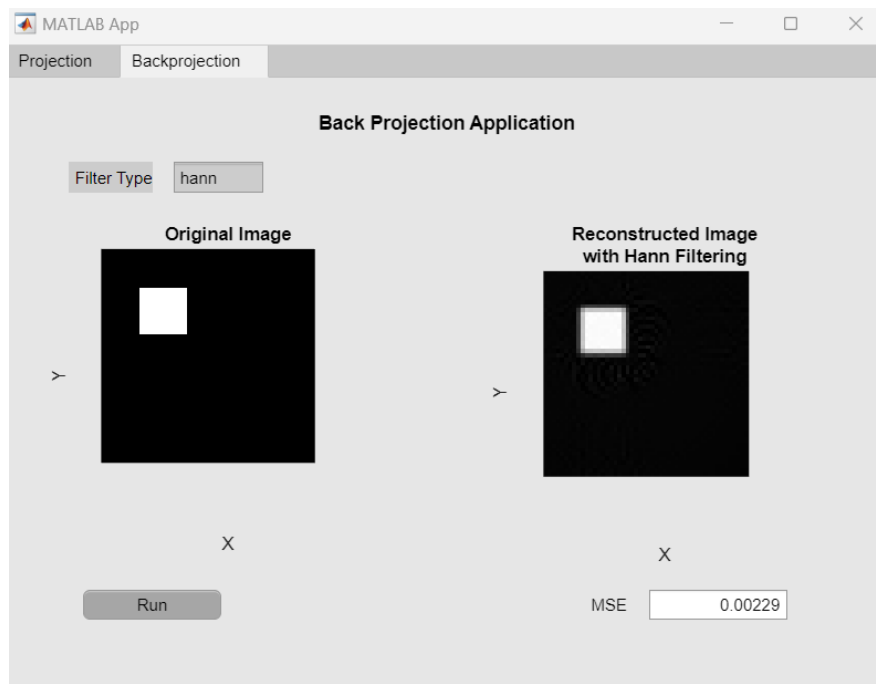 MATLAB App
Projection Backprojection
Back Projection Application
Filter Type hann
Original Image
Reconstructed Image
with Hann Filtering
Y
Y
X
X
Run
MSE 0.00229